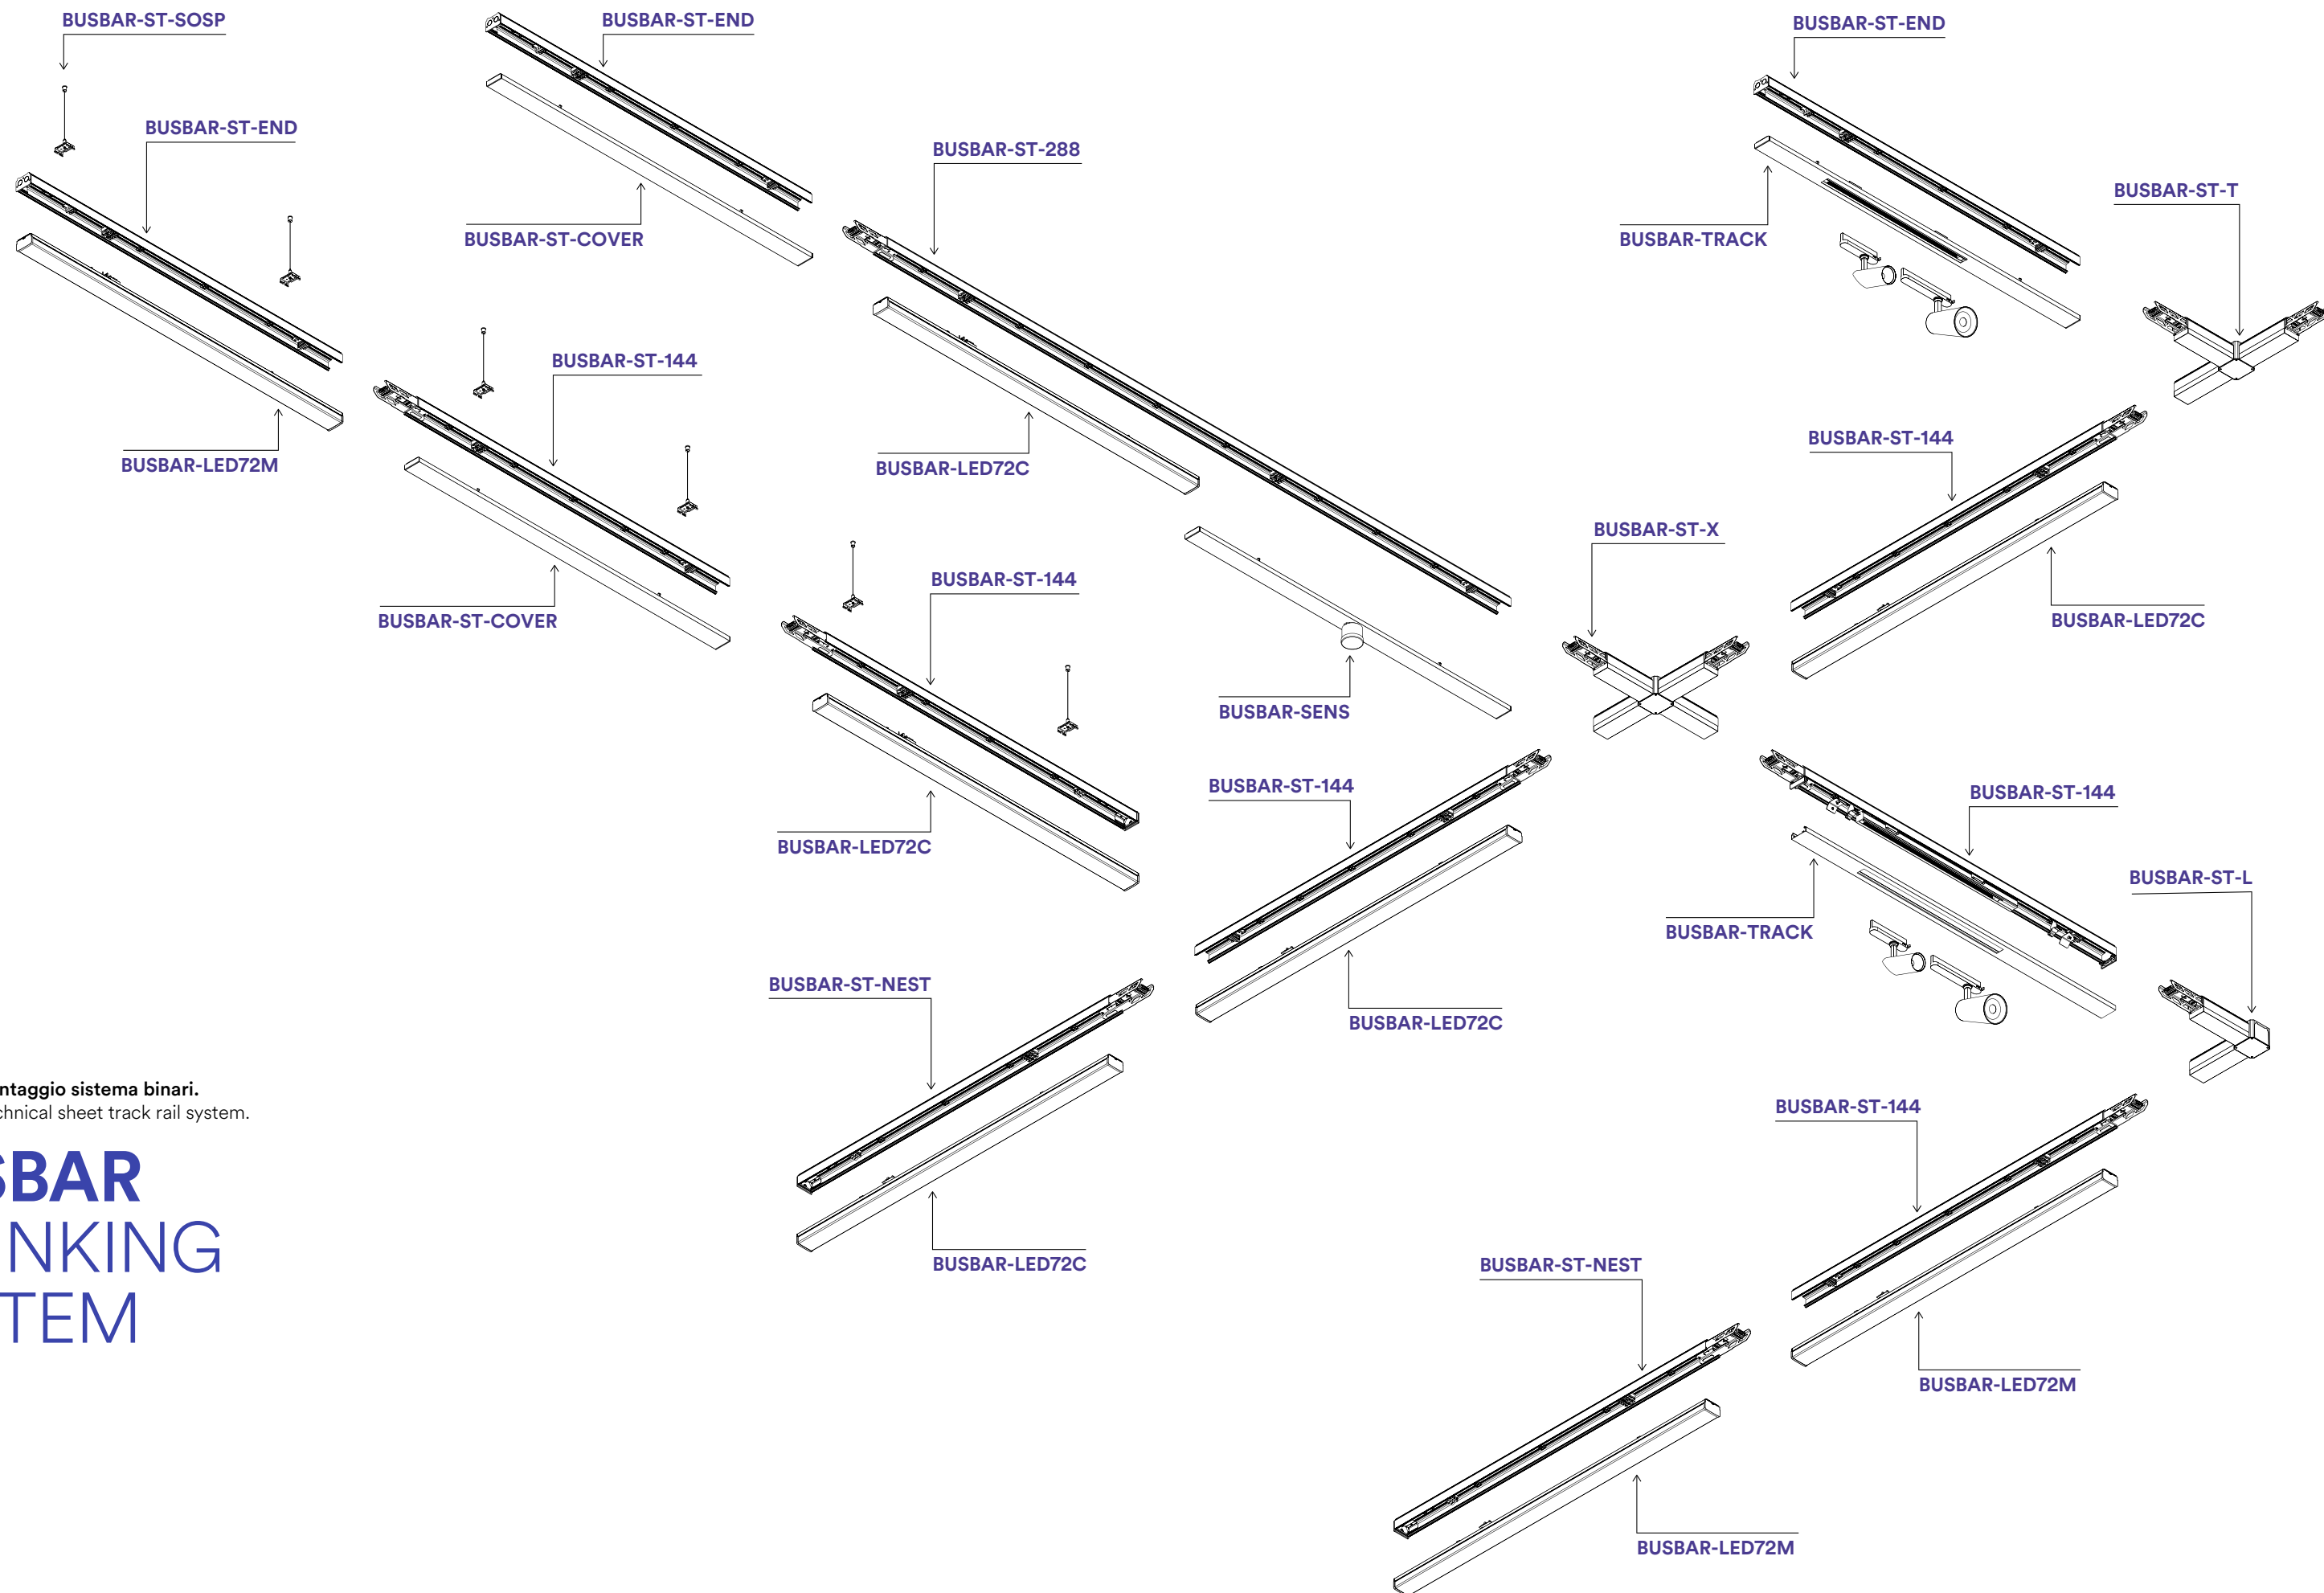 BUSBAR-ST-SOSP
BUSBAR-ST-END
BUSBAR-ST-END
BUSBAR-ST-END
BUSBAR-ST-288
BUSBAR-ST-T
BUSBAR-ST-COVER
BUSBAR-TRACK
BUSBAR-ST-144
BUSBAR-LED72M
BUSBAR-LED72C
BUSBAR-ST-144
BUSBAR-ST-X
BUSBAR-ST-COVER
BUSBAR-ST-144
BUSBAR-LED72C
BUSBAR-SENS
BUSBAR-LED72C
BUSBAR-ST-144
BUSBAR-ST-144
BUSBAR-ST-L
BUSBAR-TRACK
BUSBAR-ST-NEST
BUSBAR-LED72C
ntaggio sistema binari.
chnical sheet track rail system.
BUSBAR-ST-144
SBAR
INKING
TEM
BUSBAR-LED72C
BUSBAR-ST-NEST
BUSBAR-LED72M
BUSBAR-LED72M